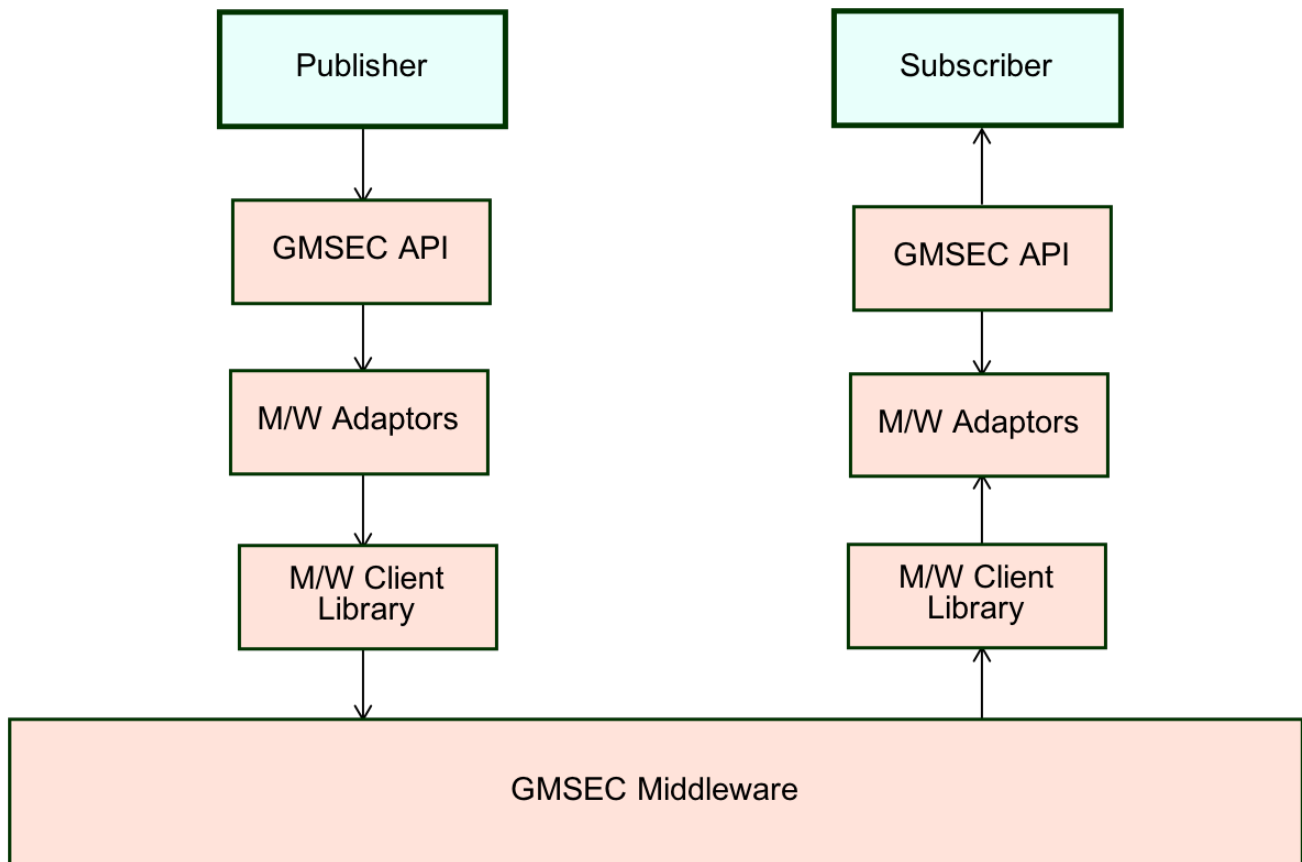 Publisher
Subscriber
GMSEC API
GMSEC API
M/W Adaptors
M/W Adaptors
M/W Client
Library
M/W Client
Library
GMSEC Middleware